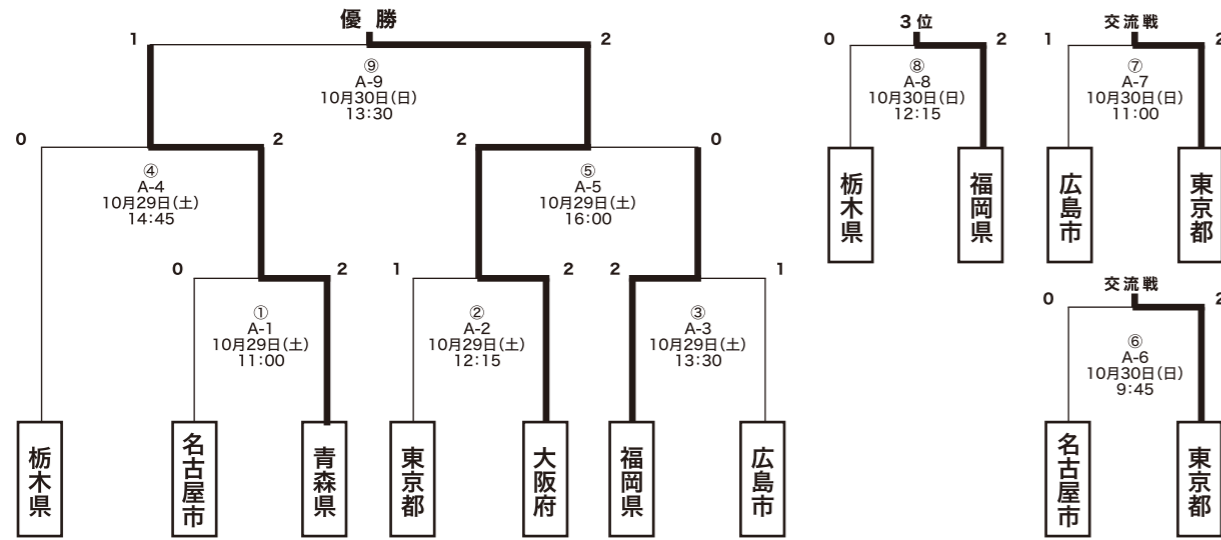 優勝
1
2
⑨
A-9
10月30日(日)
13:30
0
2
④
A-4
10月29日(土)
14:45
2
0
⑤
A-5
10月29日(土)
16:00
0
2
①
A-1
10月29日(土)
11:00
1
2
②
A-2
10月29日(土)
12:15
2
1
③
A-3
10月29日(土)
13:30
栃木県
名古屋市
青森県
東京都
大阪府
福岡県
広島市
3位
0
2
⑧
A-8
10月30日(日)
12:15
栃木県
福岡県
交流戦
1
2
⑦
A-7
10月30日(日)
11:00
広島市
東京都
交流戦
0
2
⑥
A-6
10月30日(日)
9:45
名古屋市
東京都